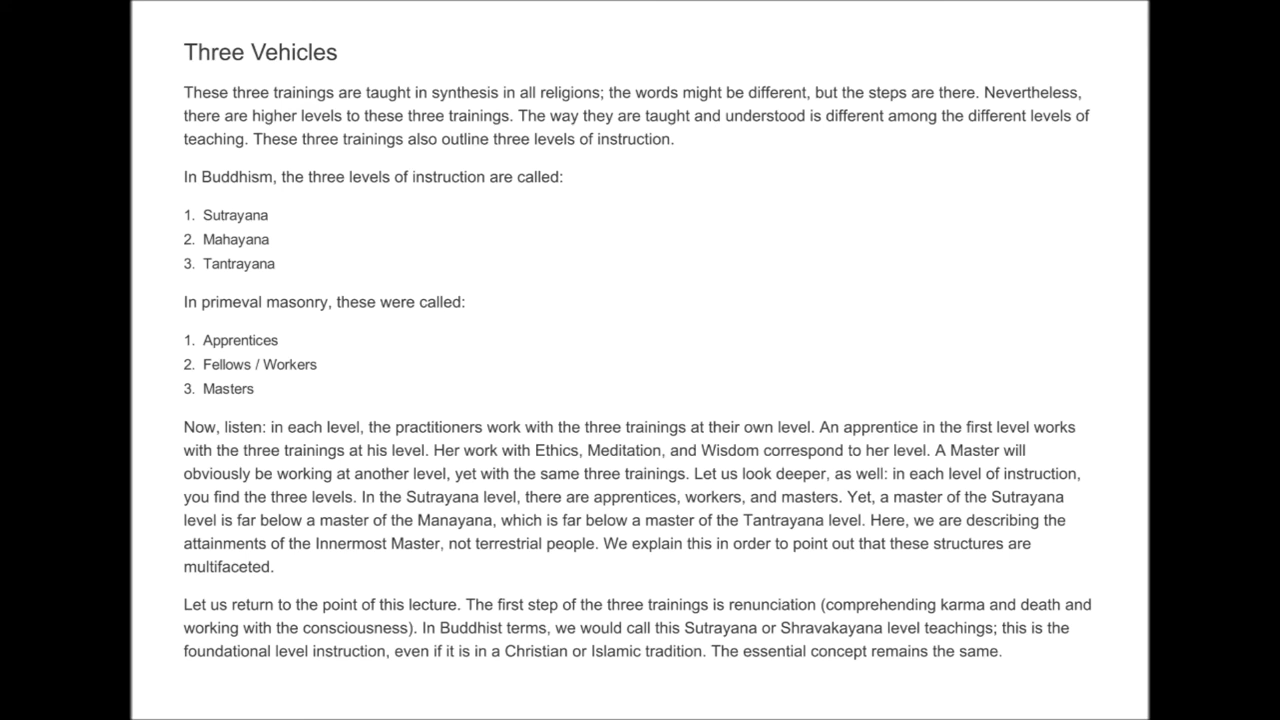 Three Vehicles
These three trainings are taught in synthesis in all religions; the words might be different, but the steps are there. Nevertheless,
there are higher levels to these three trainings. The way they are taught and understood is different among the different levels of
teaching. These three trainings also outline three levels of instruction.
In Buddhism, the three levels of instruction are called:
1. Sutrayana
2. Mahayana
3. Tantrayana
In primeval masonry, these were called:
1. Apprentices
2. Fellows / Workers
3. Masters
Now, listen: in each level, the practitioners work with the three trainings at their own level. An apprentice in the first level works
with the three trainings at his level. Her work with Ethics, Meditation, and Wisdom correspond to her level. A Master will
obviously be working at another level, yet with the same three trainings. Let us look deeper, as well: in each level of instruction,
you find the three levels. In the Sutrayana level, there are apprentices, workers, and masters. Yet, a master of the Sutrayana
level is far below a master of the Manayana, which is far below a master of the Tantrayana level. Here, we are describing the
attainments of the Innermost Master, not terrestrial people. We explain this in order to point out that these structures are
multifaceted.
Let us return to the point of this lecture. The first step of the three trainings is renunciation (comprehending karma and death and
working with the consciousness). In Buddhist terms, we would call this Sutrayana or Shravakayana level teachings; this is the
foundational level instruction, even if it is in a Christian or Islamic tradition. The essential concept remains the same.